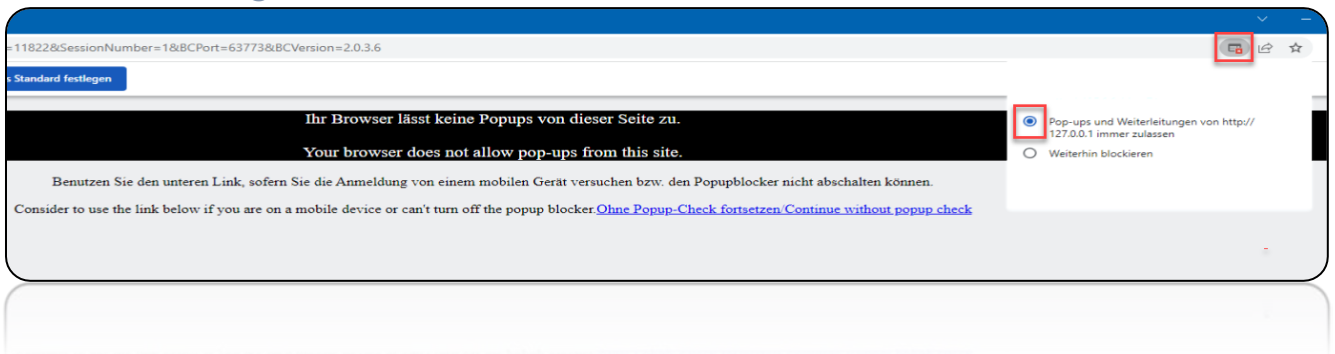 =11822&SessionNumber=1&BCPort=63773&BCVersion=2.0.3.6
s Standard festlegen
Ihr Browser lässt keine Popups von dieser Seite zu.
Your browser does not allow pop-ups from this site.
Benutzen Sie den unteren Link, sofern Sie die Anmeldung von einem mobilen Gerät versuchen bzw. den Popupblocker nicht abschalten können.
Consider to use the link below if you are on a mobile device or can't turn off the popup blocker.Ohne Popup-Check fortsetzen/Continue without popup check
Pop-ups und Weiterleitungen von http://
127.0.0.1 immer zulassen
Weiterhin blockieren